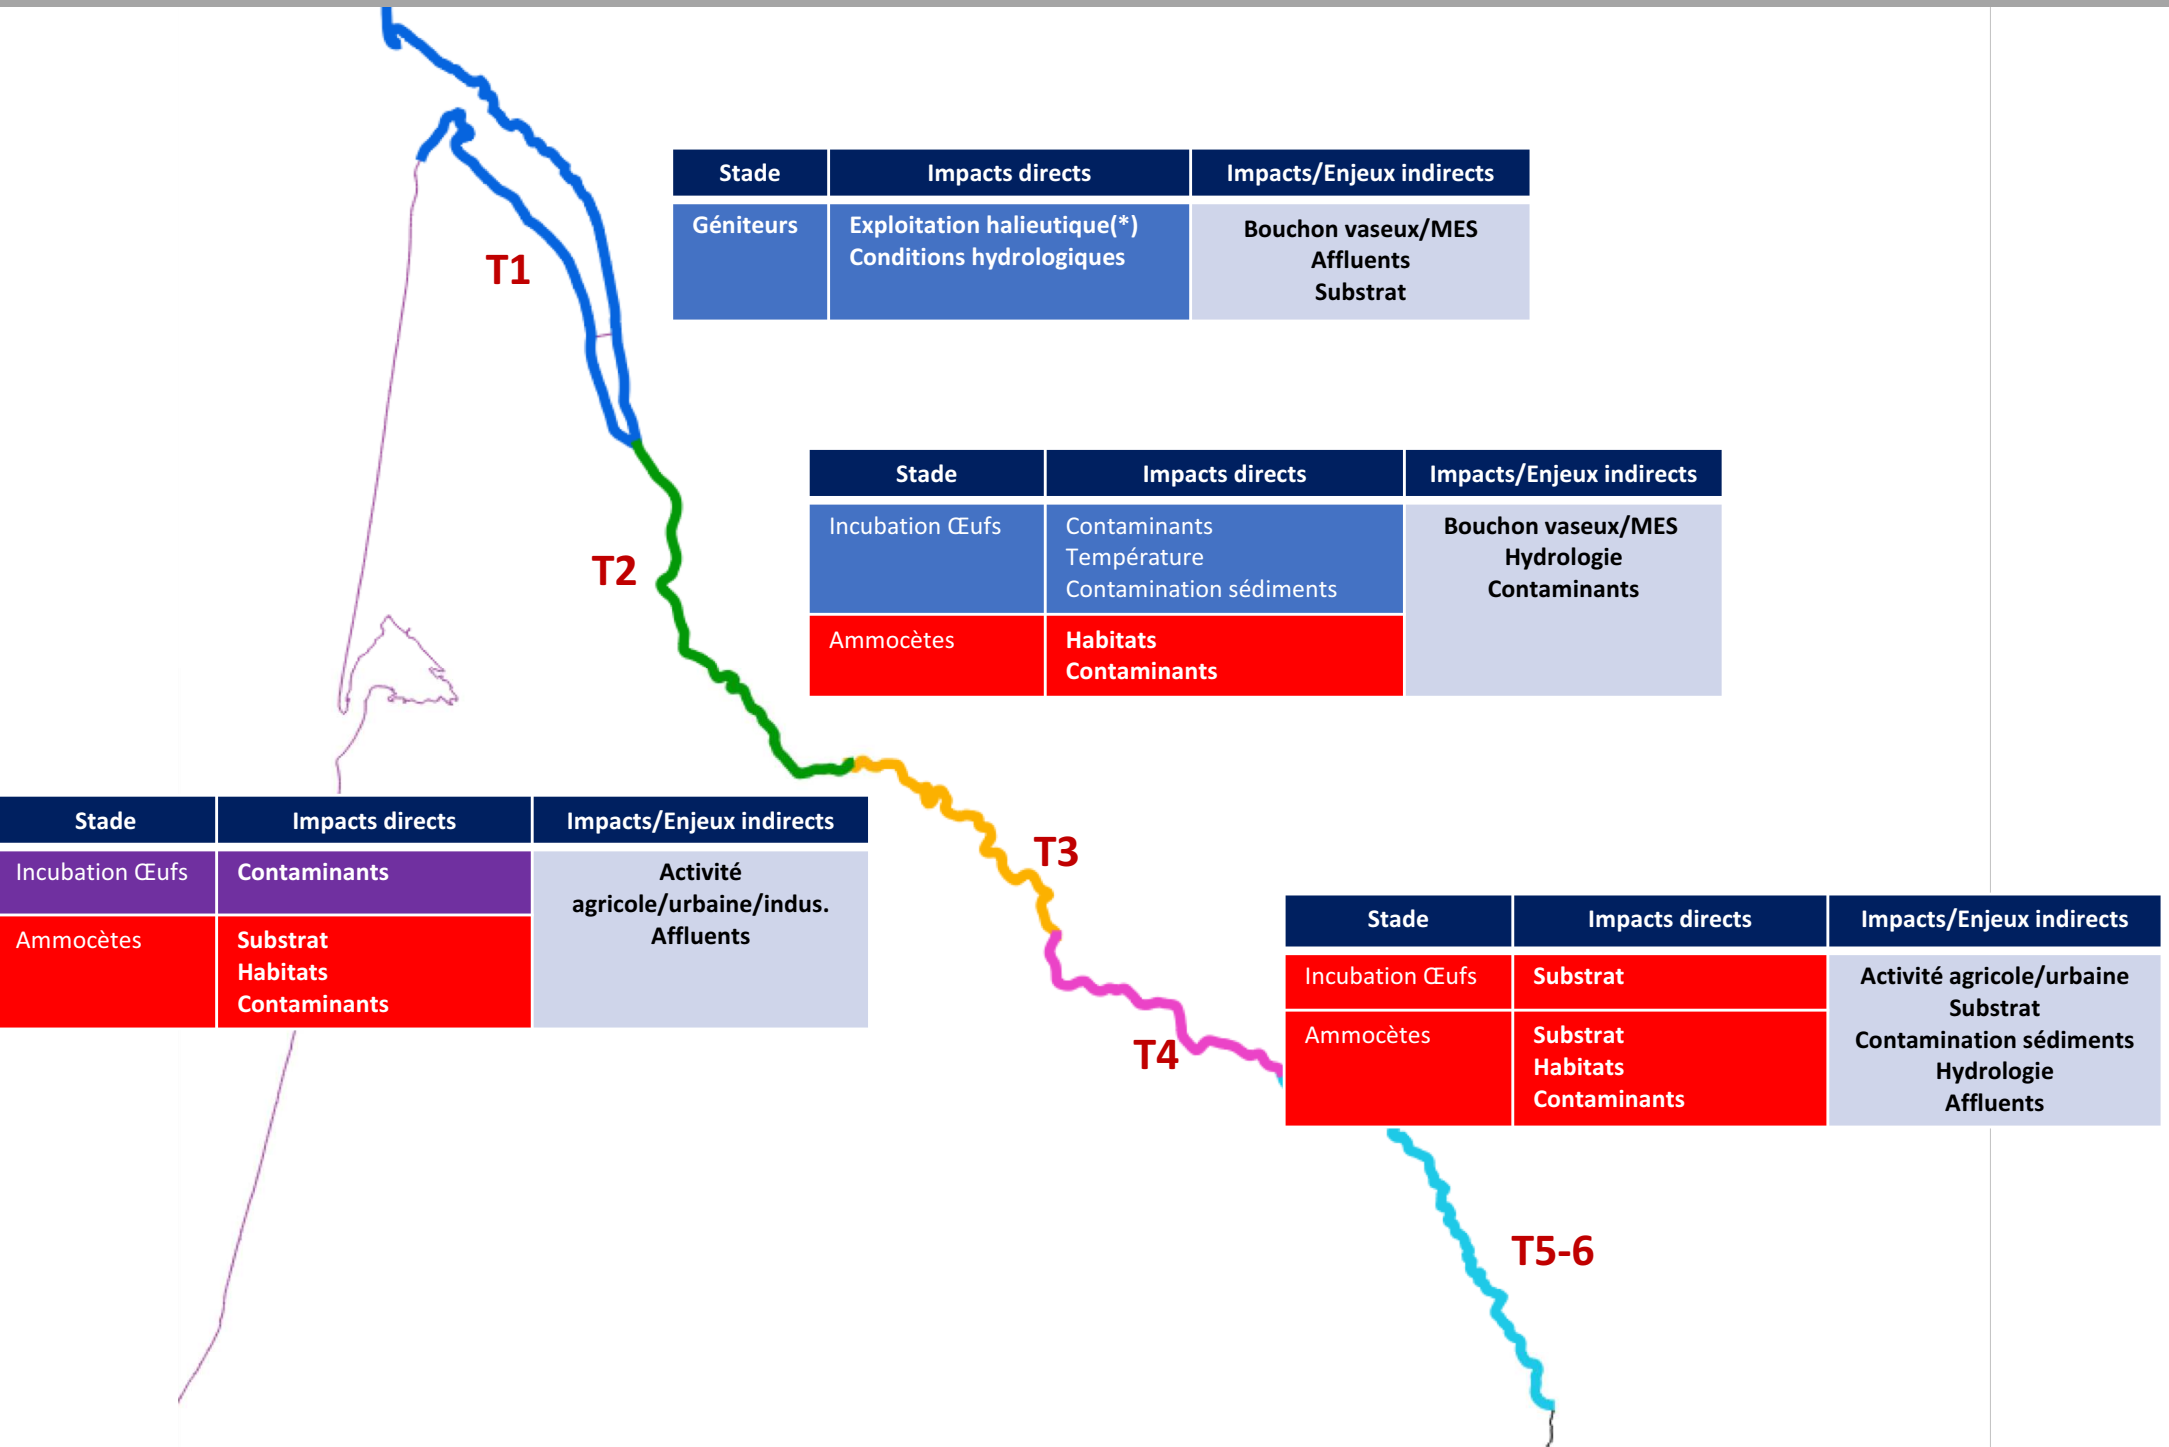 Stade Impacts directs Impacts/Enjeux indirects
Géniteurs Exploitation halieutique(*) Bouchon vaseux/MES
Conditions hydrologiques Affluents
Substrat
T1
Stade Impacts directs Impacts/Enjeux indirects
Incubation Œufs Contaminants Bouchon vaseux/MES
Température Hydrologie
Contamination sédiments Contaminants
Ammocètes Habitats
Contaminants
T2
Stade Impacts directs Impacts/Enjeux indirects
Incubation Œufs Contaminants Activité
agricole/urbaine/indus.
Ammocètes Substrat Affluents
Habitats
Contaminants
T3
Stade Impacts directs Impacts/Enjeux indirects
Incubation Œufs Substrat Activité agricole/urbaine
Substrat
Ammocètes Substrat Contamination sédiments
Habitats Hydrologie
Contaminants Affluents
T4
T5-6